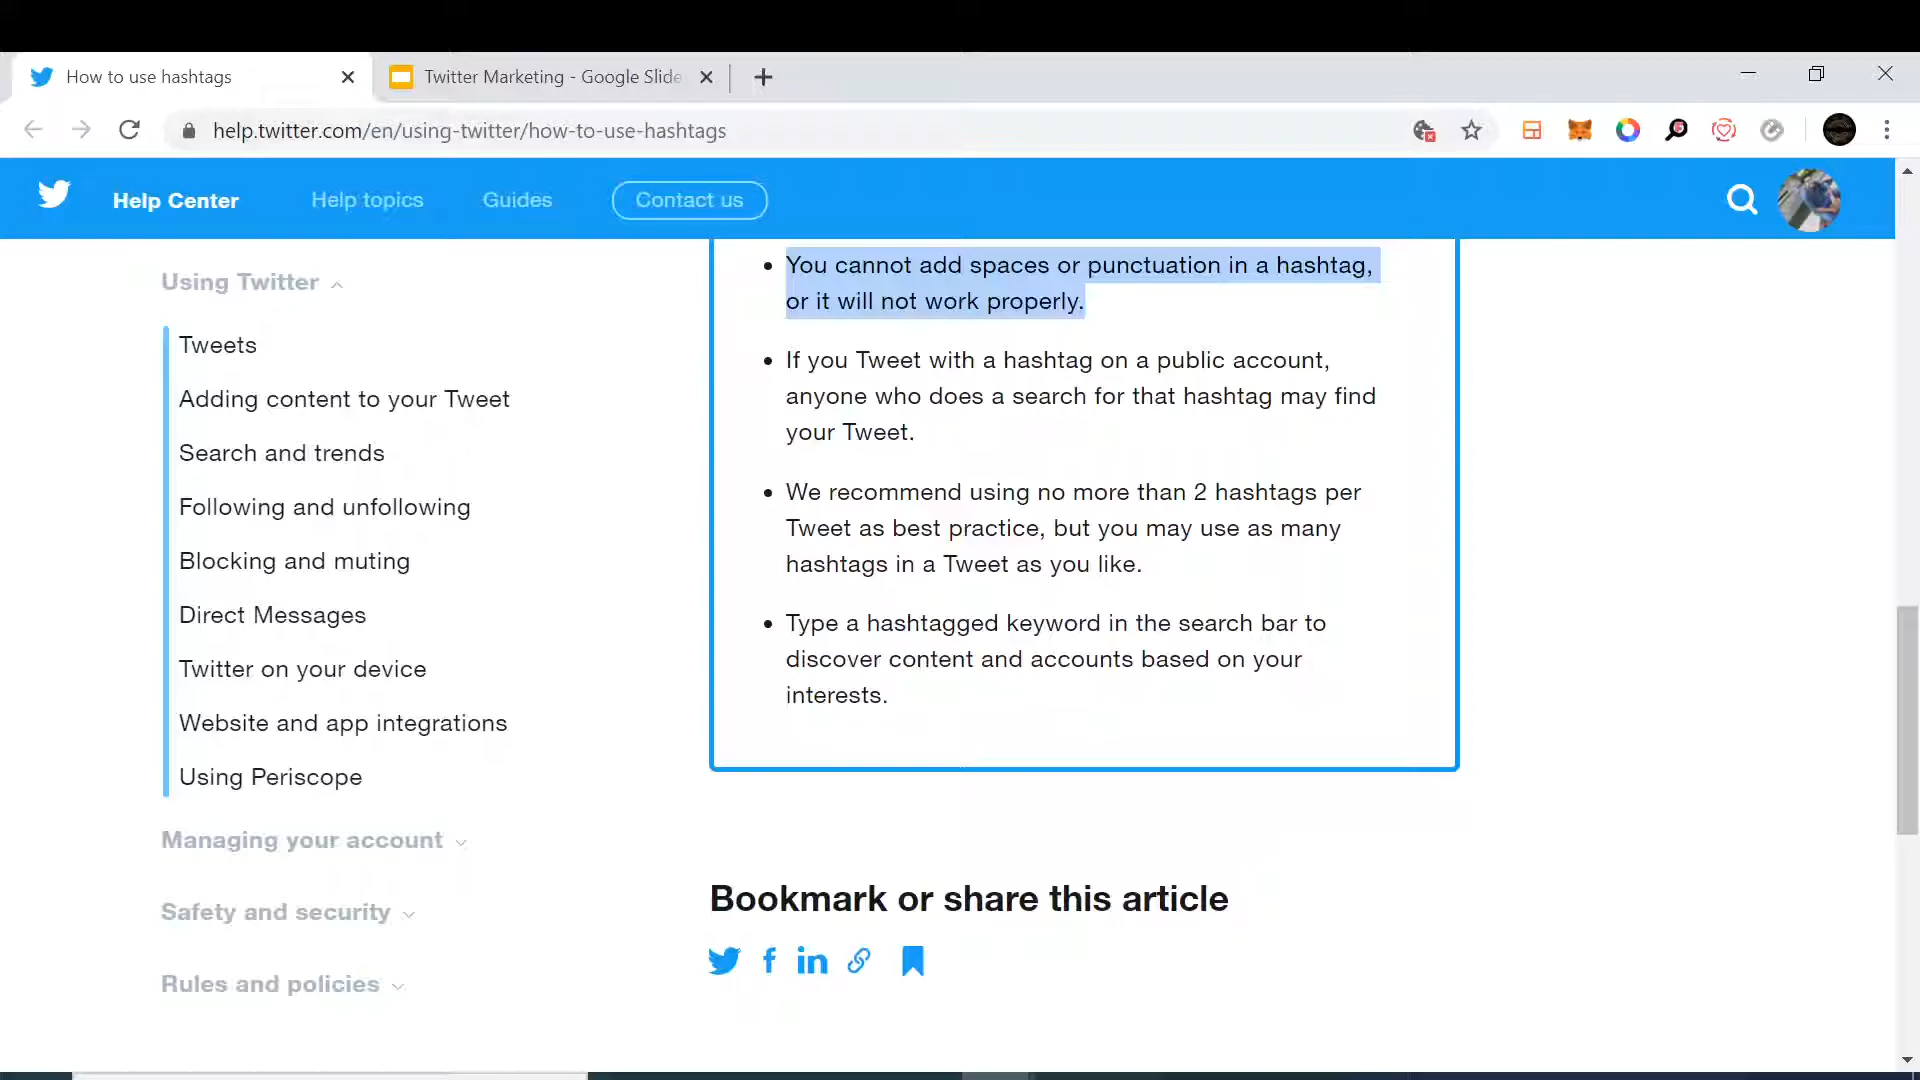 How to use hashtags
Twitter Marketing - Google Slide
help.twitter.com/en/using-twitter/how-to-use-hashtags
Help Center
Help topics
Guides
Contact us
Using Twitter
Tweets
Adding content to your Tweet
Search and trends
Following and unfollowing
Blocking and muting
Direct Messages
Twitter on your device
Website and app integrations
Using Periscope
Managing your account
Safety and security
Rules and policies
You cannot add spaces or punctuation in a hashtag,
or it will not work properly.
If you Tweet with a hashtag on a public account,
anyone who does a search for that hashtag may find
your Tweet.
We recommend using no more than 2 hashtags per
Tweet as best practice, but you may use as many
hashtags in a Tweet as you like.
Type a hashtagged keyword in the search bar to
discover content and accounts based on your
interests.
Bookmark or share this article